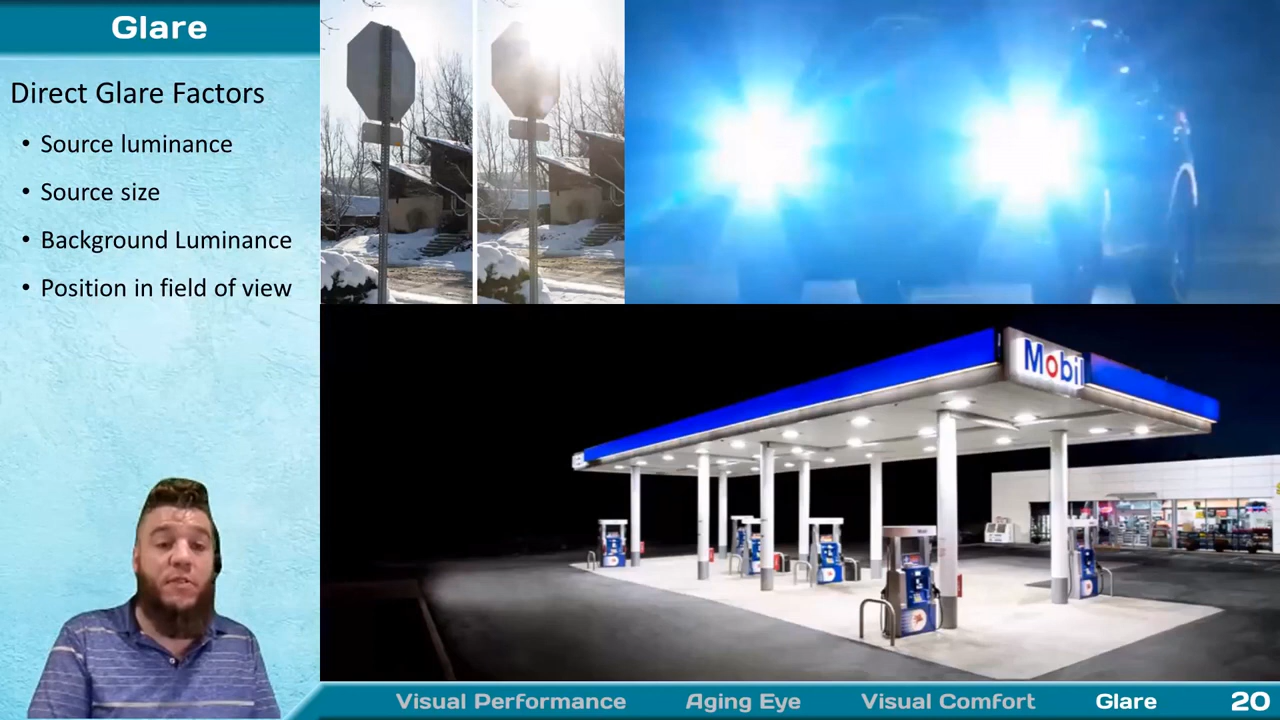 Glare
Direct Glare Factors
• Source luminance
• Source size
• Background Luminance
• Position in field of view
Mobil
Visual Performance Aging Eye Visual Comfort Glare 20